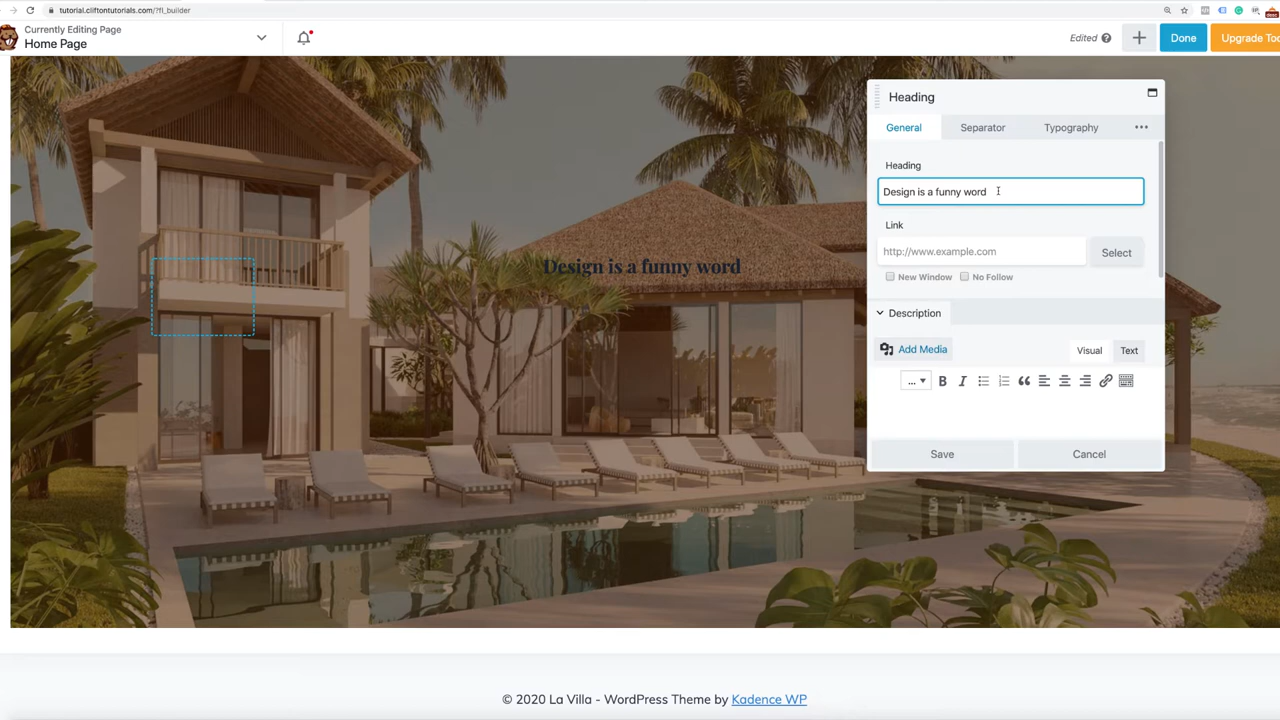 tutorial.cliftontutorials.com/?fl_builder
Currently Editing Page
Home Page
Edited ?
Done
Upgrade Too
Heading
General
Separator
Typography
Heading
Design is a funny word
Link
http://www.example.com
Select
New Window
No Follow
Design is a funny word
Description
Add Media
Visual
Text
...
B
I
Save
Cancel
© 2020 La Villa - WordPress Theme by Kadence WP